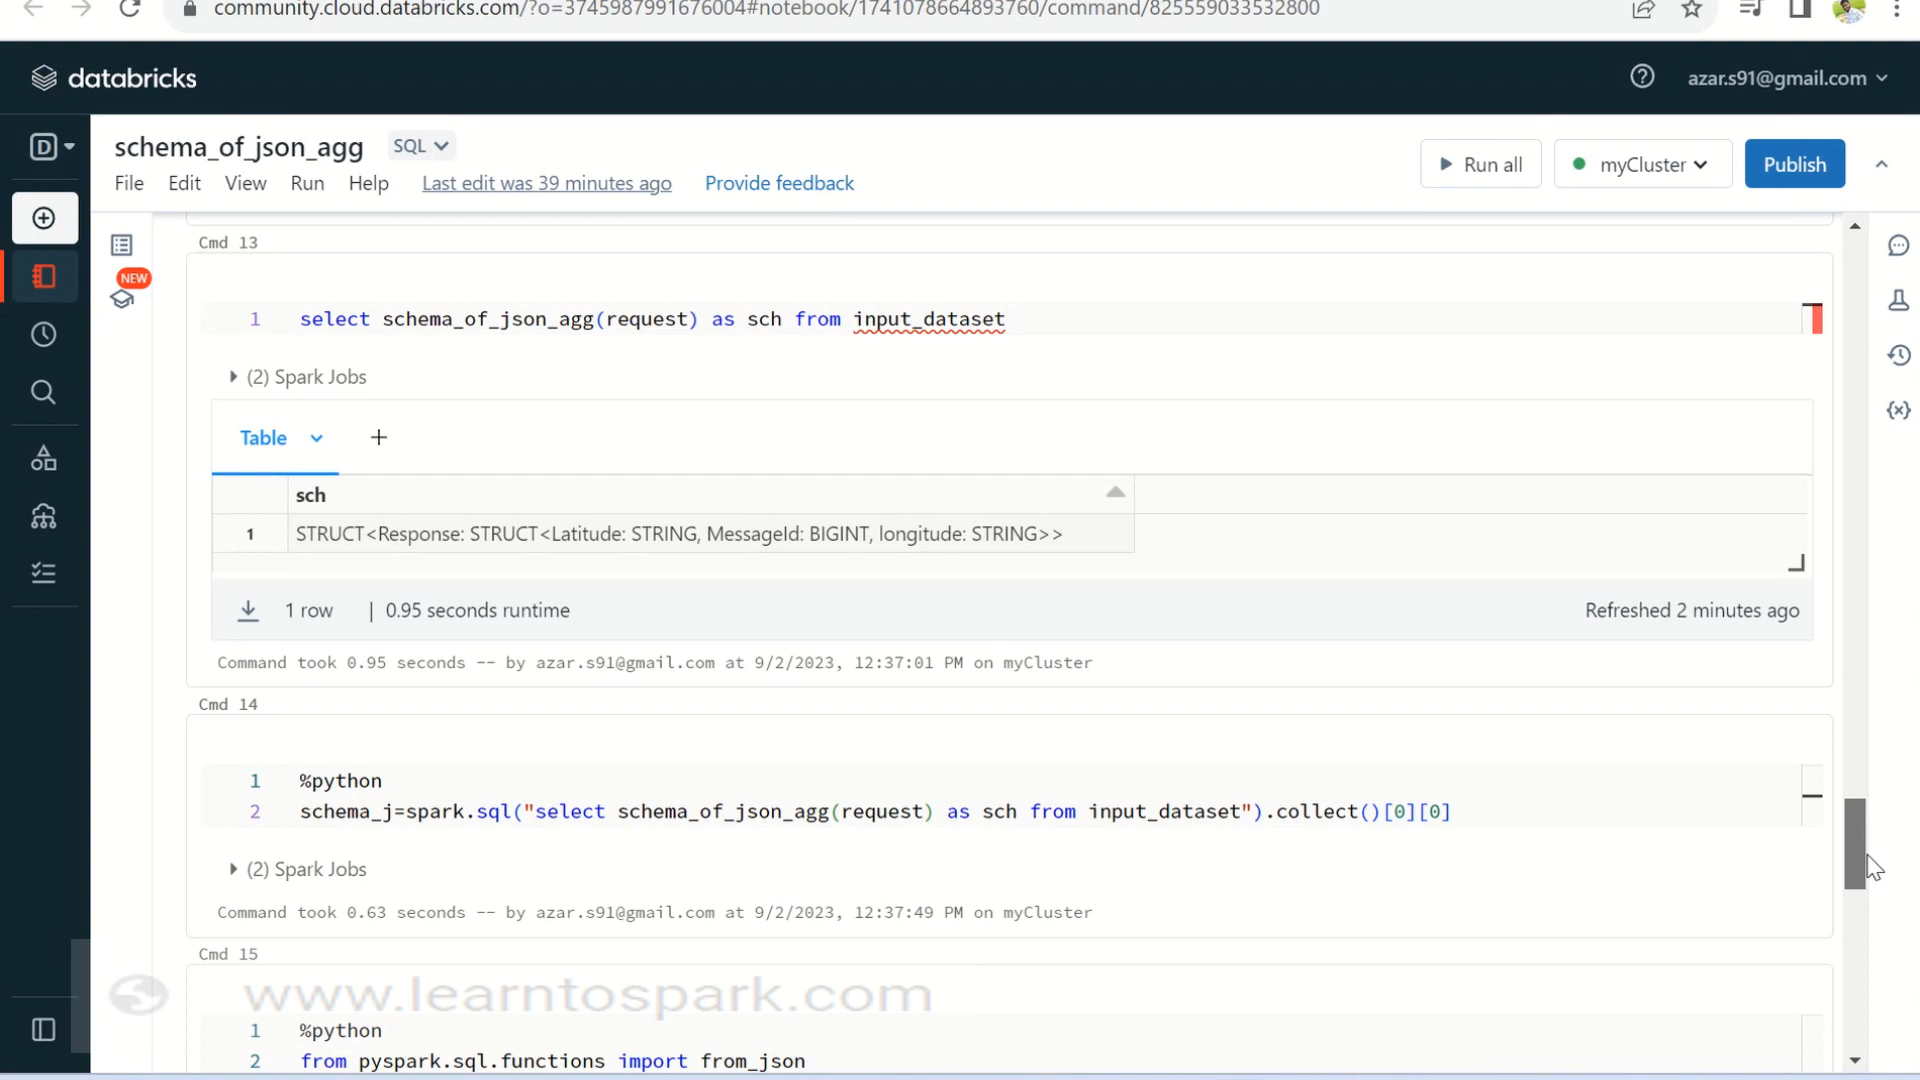 community.cloud.databricks.com/?o=3745987991676004#notebook/1741078664893760/command/825559033532800
databricks
azar.s91@gmail.com
D
schema_of_json_agg
SQL
File
Edit
View
Run
Help
Last edit was 39 minutes ago
Provide feedback
Run all
myCluster
Publish
NEW
Cmd 13
1 select schema_of_json_agg(request) as sch from input_dataset
(2) Spark Jobs
Table
+
sch
1 STRUCT<Response: STRUCT<Latitude: STRING, MessageId: BIGINT, longitude: STRING>>
1 row | 0.95 seconds runtime
Refreshed 2 minutes ago
Command took 0.95 seconds -- by azar.s91@gmail.com at 9/2/2023, 12:37:01 PM on myCluster
Cmd 14
1 %python
2 schema_j=spark.sql("select schema_of_json_agg(request) as sch from input_dataset").collect()[0][0]
(2) Spark Jobs
Command took 0.63 seconds -- by azar.s91@gmail.com at 9/2/2023, 12:37:49 PM on myCluster
Cmd 15
www.learntospark.com
1 %python
2 from pyspark.sql.functions import from_json